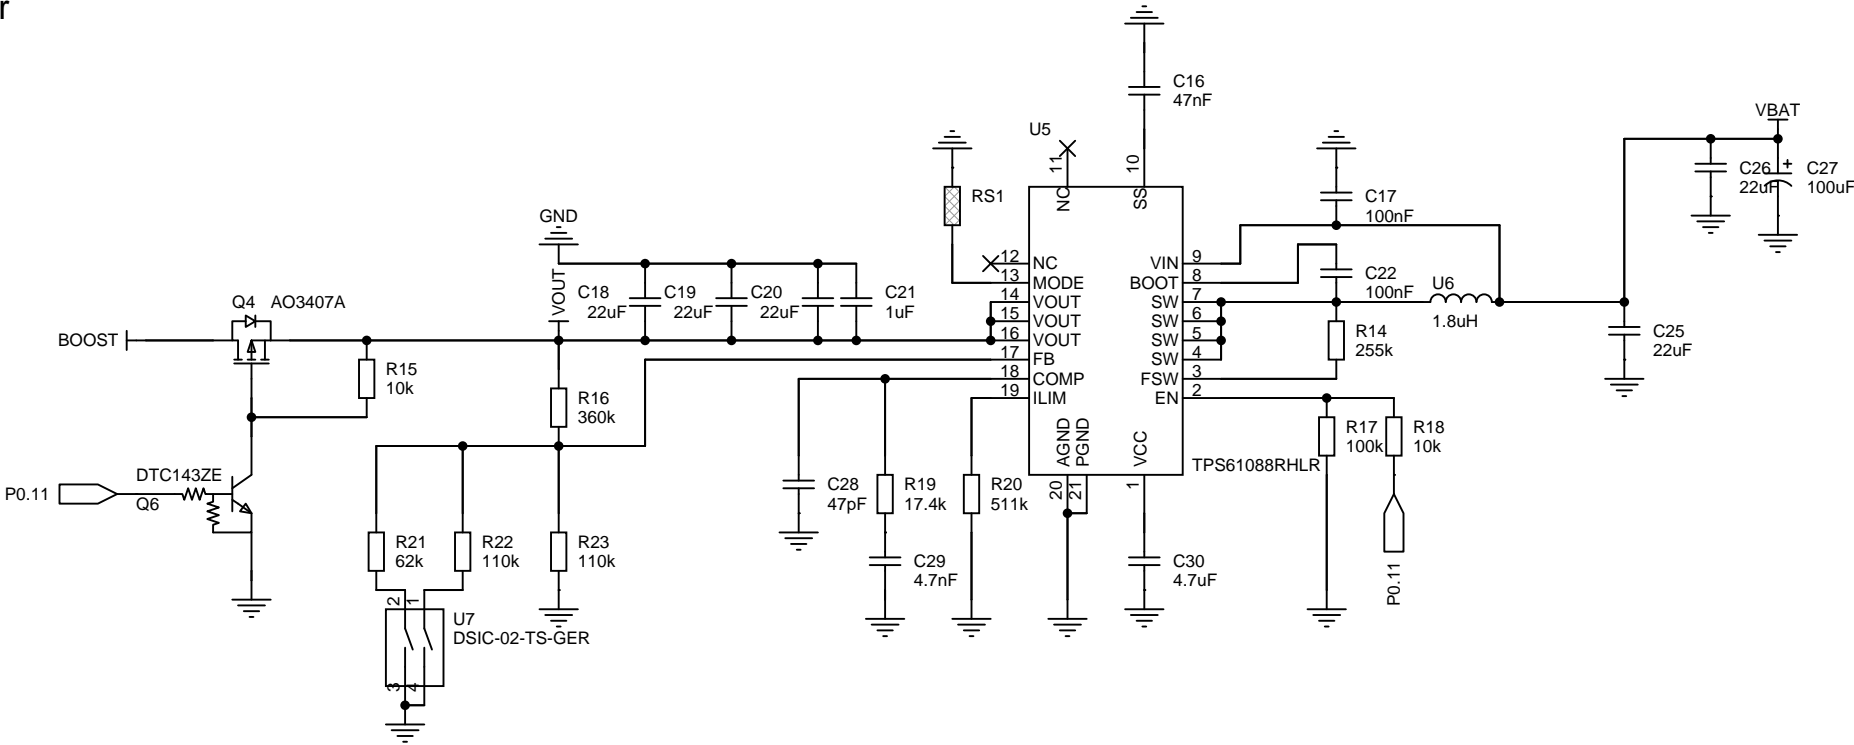 r
C16
47nF
VBAT
U5
11
10
C26
22uF
+
C27
100uF
NC
SS
RS1
C17
100nF
GND
12
NC
VIN
9
13
MODE
BOOT
8
C22
100nF
VOUT
C18
22uF
C19
22uF
C20
22uF
C21
1uF
14
VOUT
SW
7
U6
1.8uH
Q4
AO3407A
15
VOUT
SW
6
BOOST
16
VOUT
SW
5
R14
255k
C25
22uF
17
FB
SW
4
R15
10k
18
COMP
FSW
3
19
ILIM
EN
2
R16
360k
AGND
PGND
VCC
R17
100k
R18
10k
TPS61088RHLR
DTC143ZE
P0.11
Q6
C28
47pF
R19
17.4k
R20
511k
20
21
1
R21
62k
R22
110k
R23
110k
C29
4.7nF
C30
4.7uF
P0.11
2
1
U7
DSIC-02-TS-GER
3
4